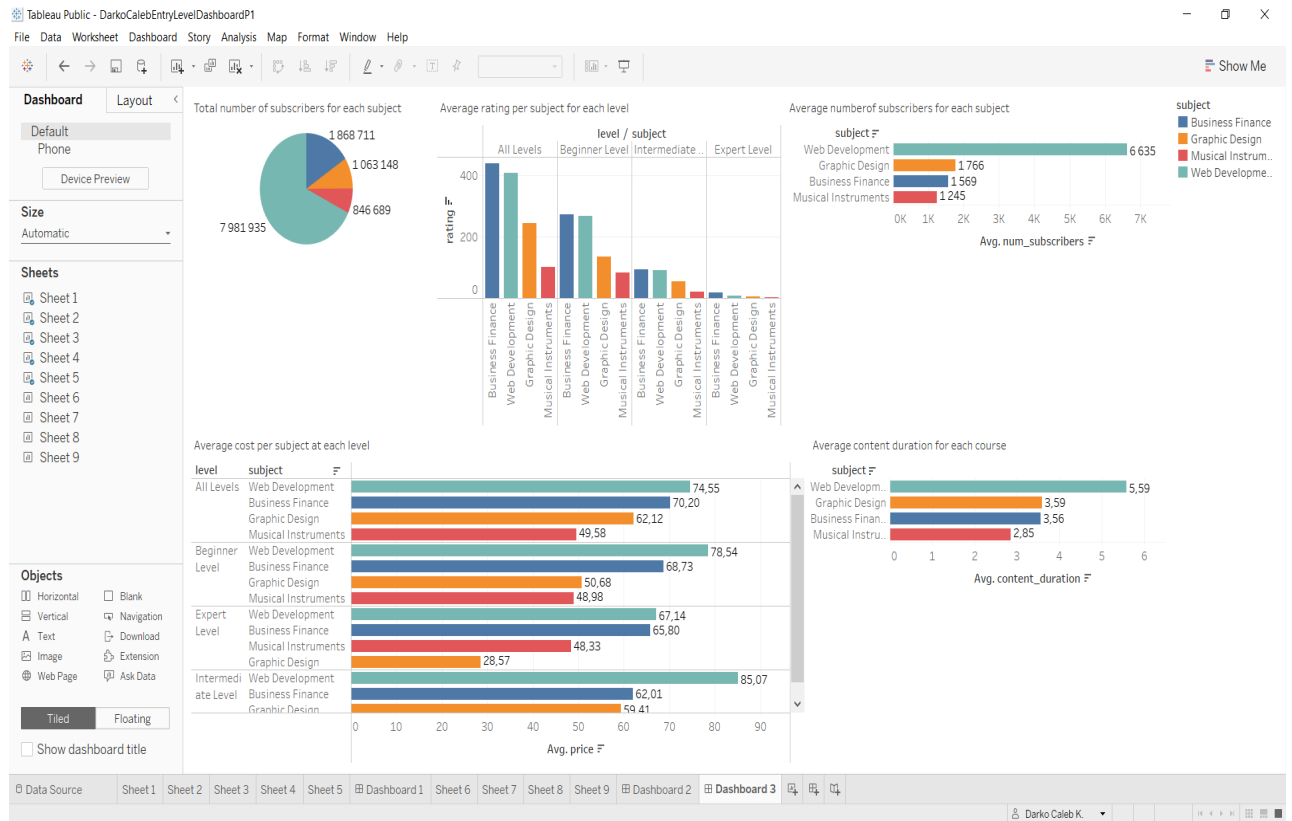 Tableau Public - DarkoCalebEntryLevelDashboardP1
File Data Worksheet Dashboard Story Analysis Map Format Window Help
Show Me
Dashboard Layout
Default
Phone
Device Preview
Size
Automatic
Sheets
Sheet 1
Sheet 2
Sheet 3
Sheet 4
Sheet 5
Sheet 6
Sheet 7
Sheet 8
Sheet 9
Objects
Horizontal Blank
Vertical Navigation
Text Download
Image Extension
Web Page Ask Data
Tiled Floating
Show dashboard title
Total number of subscribers for each subject
1 868 711
1 063 148
846 689
7 981 935
Average rating per subject for each level
level / subject
All Levels Beginner Level Intermediate .. Expert Level
rating
400
200
0
Business Finance
Web Development
Graphic Design
Musical Instruments
Business Finance
Web Development
Graphic Design
Musical Instruments
Business Finance
Web Development
Graphic Design
Musical Instruments
Business Finance
Web Development
Graphic Design
Musical Instruments
Average numberof subscribers for each subject
subject
Web Development 6 635
Graphic Design 1 766
Business Finance 1 569
Musical Instruments 1 245
0K 1K 2K 3K 4K 5K 6K 7K
Avg. num_subscribers
subject
Business Finance
Graphic Design
Musical Instrum..
Web Developme..
Average cost per subject at each level
level subject
All Levels Web Development 74,55
Business Finance 70,20
Graphic Design 62,12
Musical Instruments 49,58
Beginner Web Development 78,54
Level Business Finance 68,73
Graphic Design 50,68
Musical Instruments 48,98
Expert Web Development 67,14
Level Business Finance 65,80
Musical Instruments 48,33
Graphic Design 28,57
Intermedi Web Development 85,07
ate Level Business Finance 62,01
Graphic Design 59,41
0 10 20 30 40 50 60 70 80 90
Avg. price
Average content duration for each course
subject
Web Developm.. 5,59
Graphic Design 3,59
Business Finan.. 3,56
Musical Instru.. 2,85
0 1 2 3 4 5 6
Avg. content_duration
Data Source Sheet 1 Sheet 2 Sheet 3 Sheet 4 Sheet 5 Dashboard 1 Sheet 6 Sheet 7 Sheet 8 Sheet 9 Dashboard 2 Dashboard 3
Darko Caleb K.